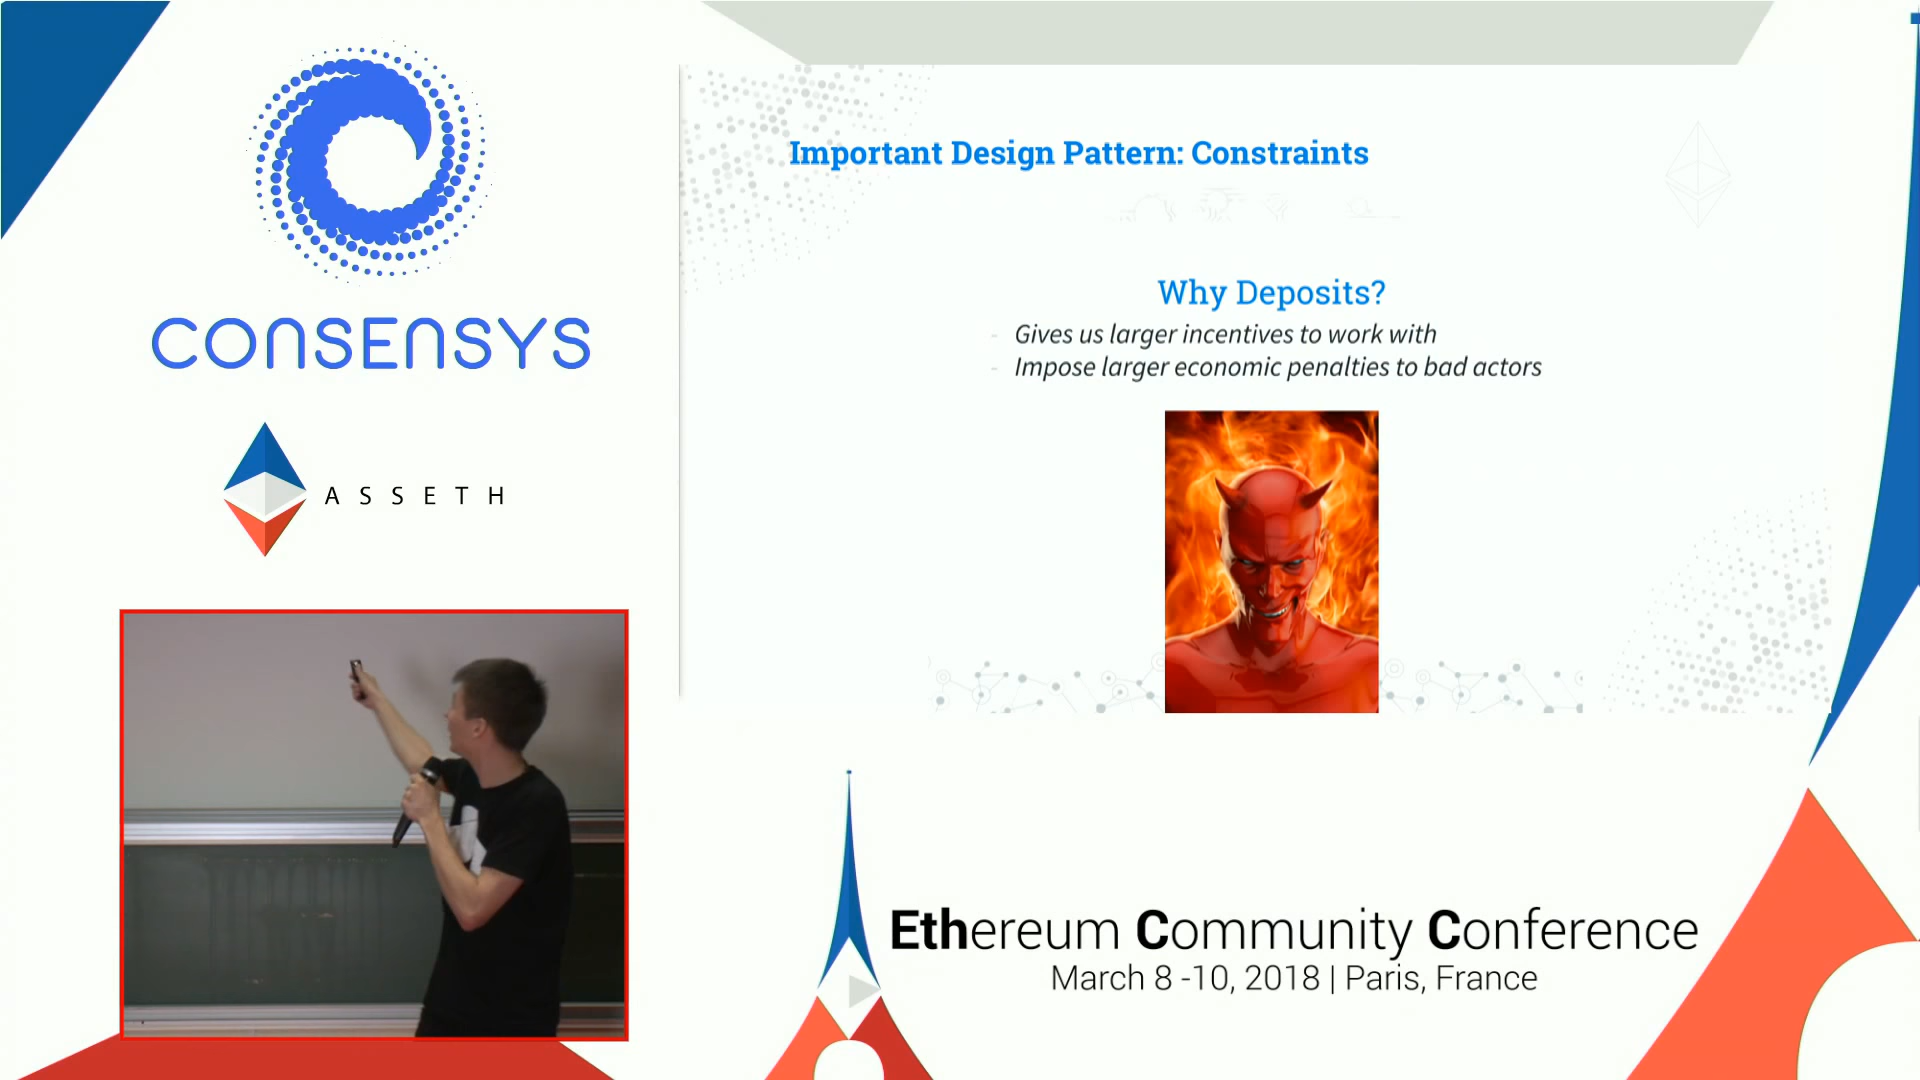 CONSENSYS
ASSETH
Important Design Pattern: Constraints
Why Deposits?
- Gives us larger incentives to work with
- Impose larger economic penalties to bad actors
Ethereum Community Conference
March 8 -10, 2018 | Paris, France